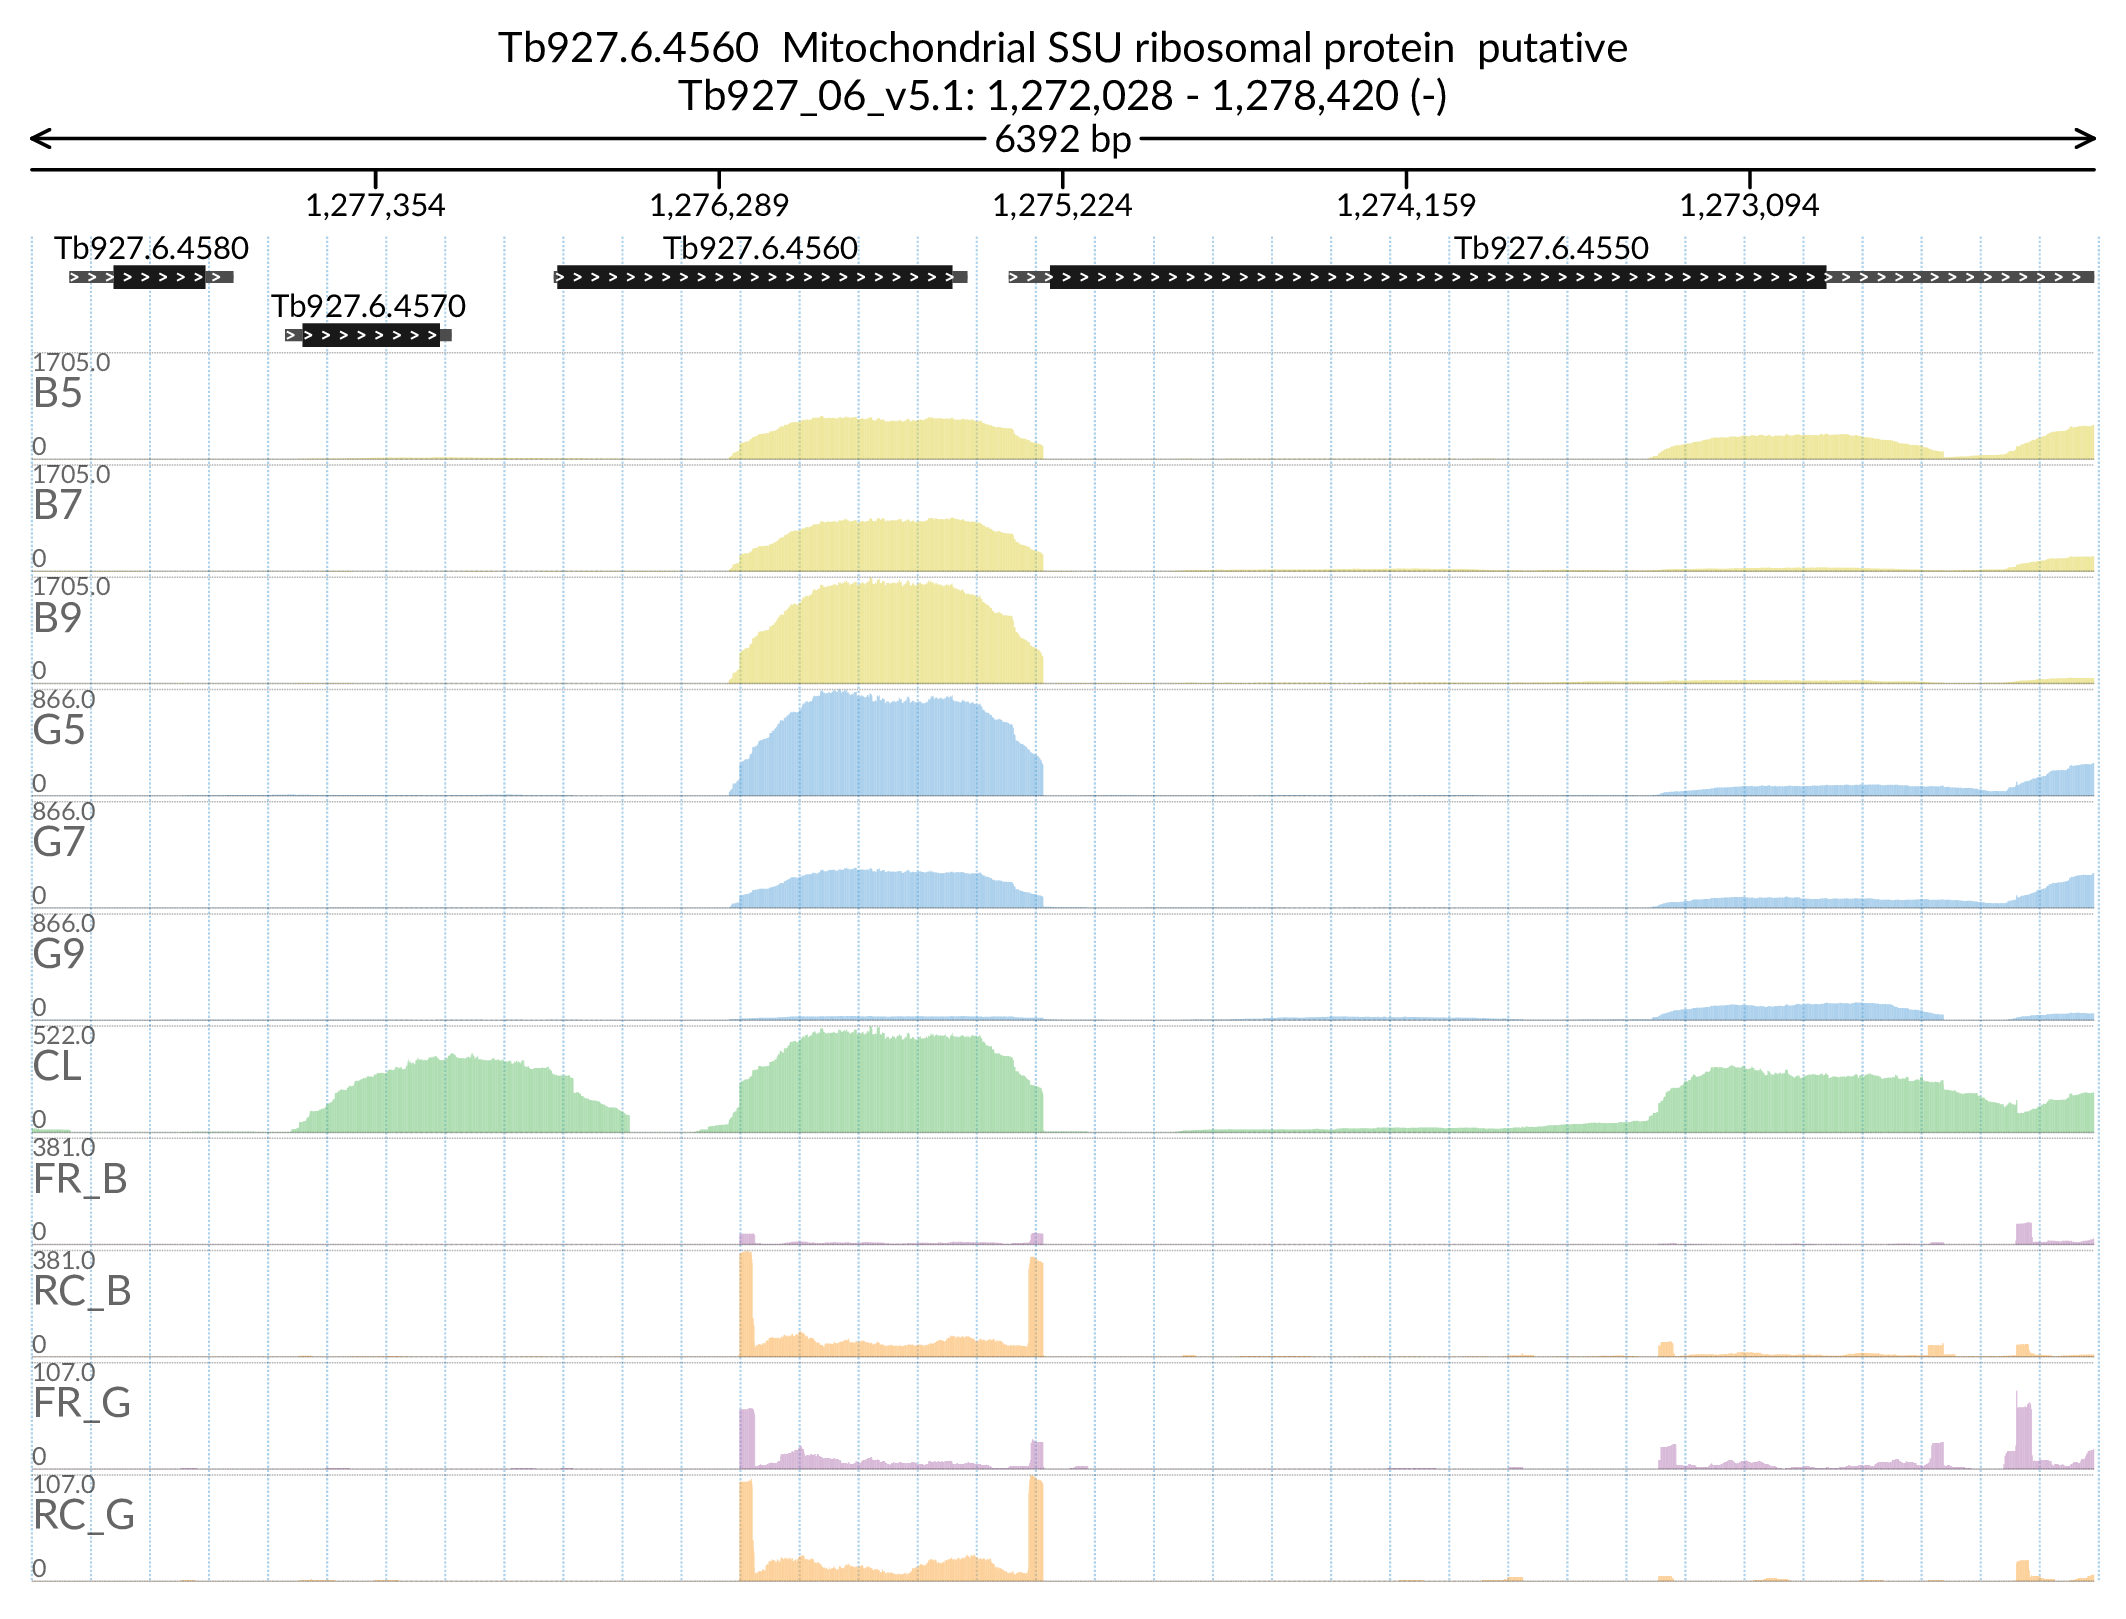 Tb927.6.4560  Mitochondrial SSU ribosomal protein  putative
Tb927_06_v5.1: 1,272,028 - 1,278,420 (-)
6392 bp
1,277,354 1,276,289 1,275,224 1,274,159 1,273,094
Tb927.6.4580 Tb927.6.4560 Tb927.6.4550
Tb927.6.4570
1705.0
B5
0
1705.0
B7
0
1705.0
B9
0
866.0
G5
0
866.0
G7
0
866.0
G9
0
522.0
CL
0
381.0
FR_B
0
381.0
RC_B
0
107.0
FR_G
0
107.0
RC_G
0